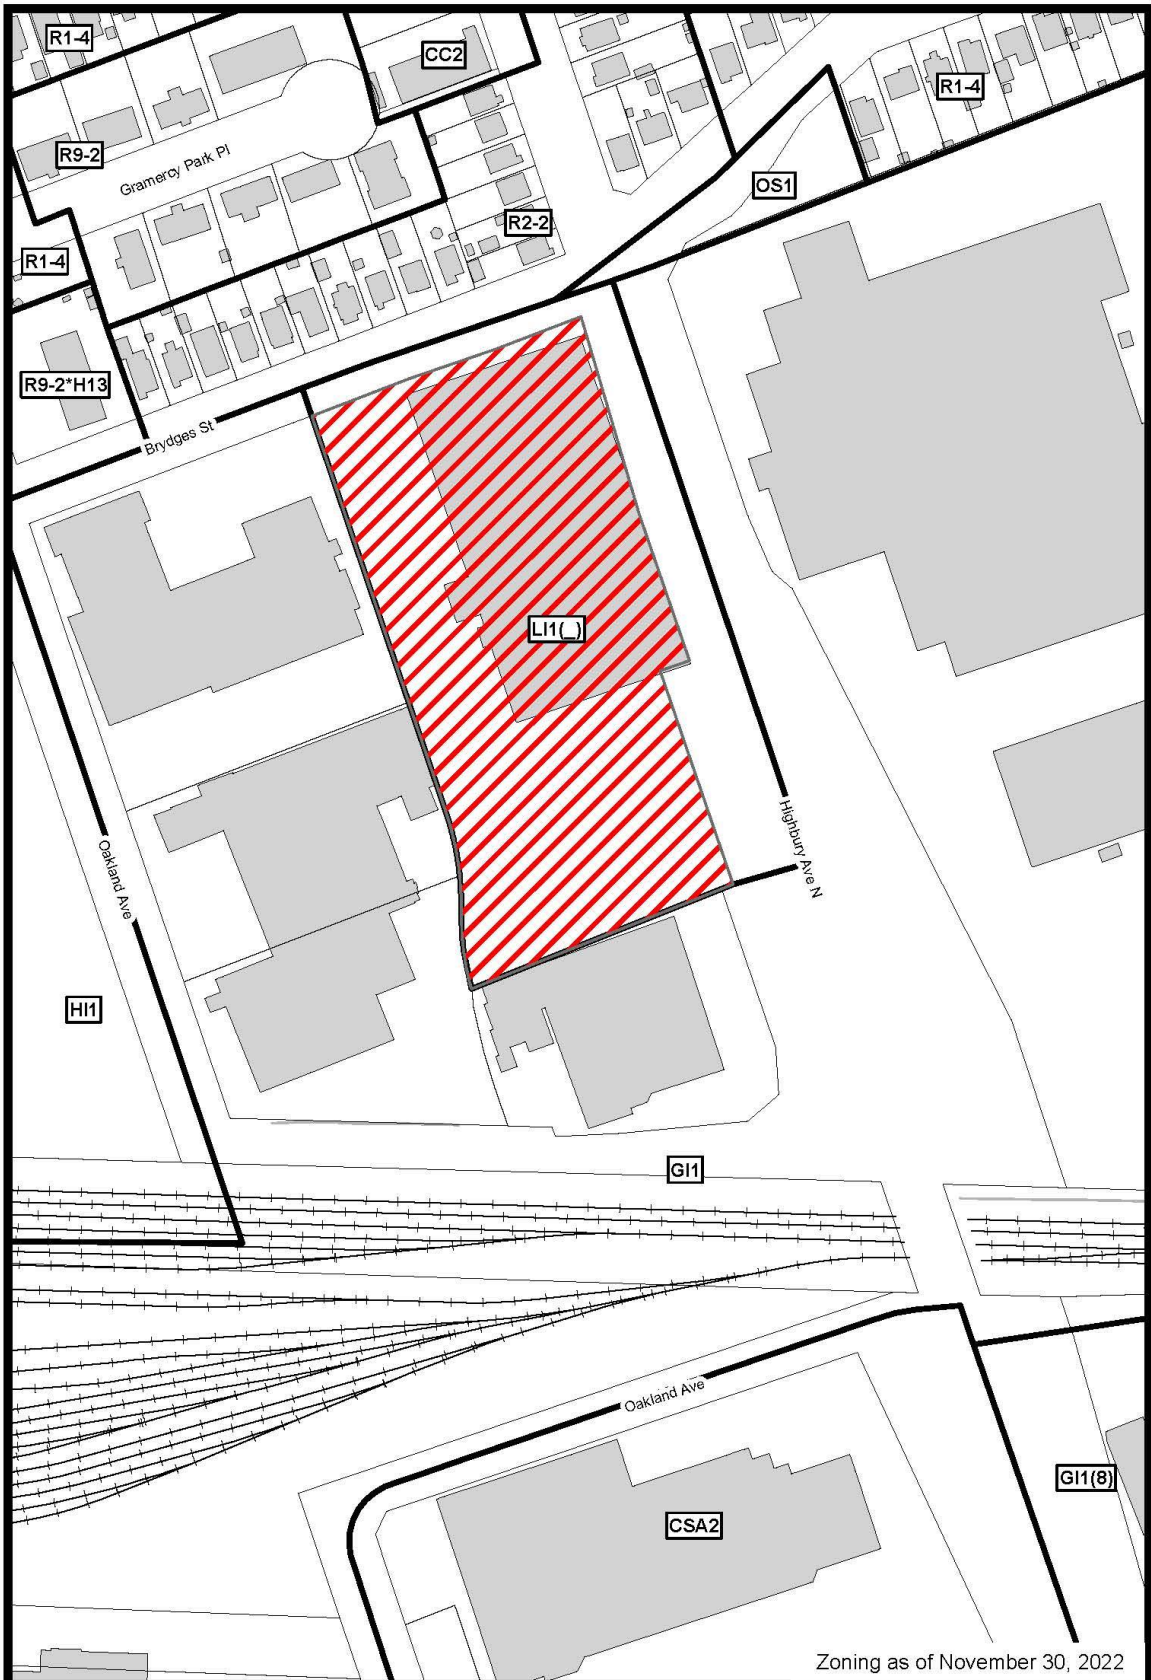 R1-4
CC2
R1-4
R9-2
Gramercy Park Pl
OS1
R2-2
R1-4
R9-2*H13
Brydges St
LI1(_)
Highbury Ave N
Oakland Ave
HI1
GI1
Oakland Ave
GI1(8)
CSA2
Zoning as of November 30, 2022